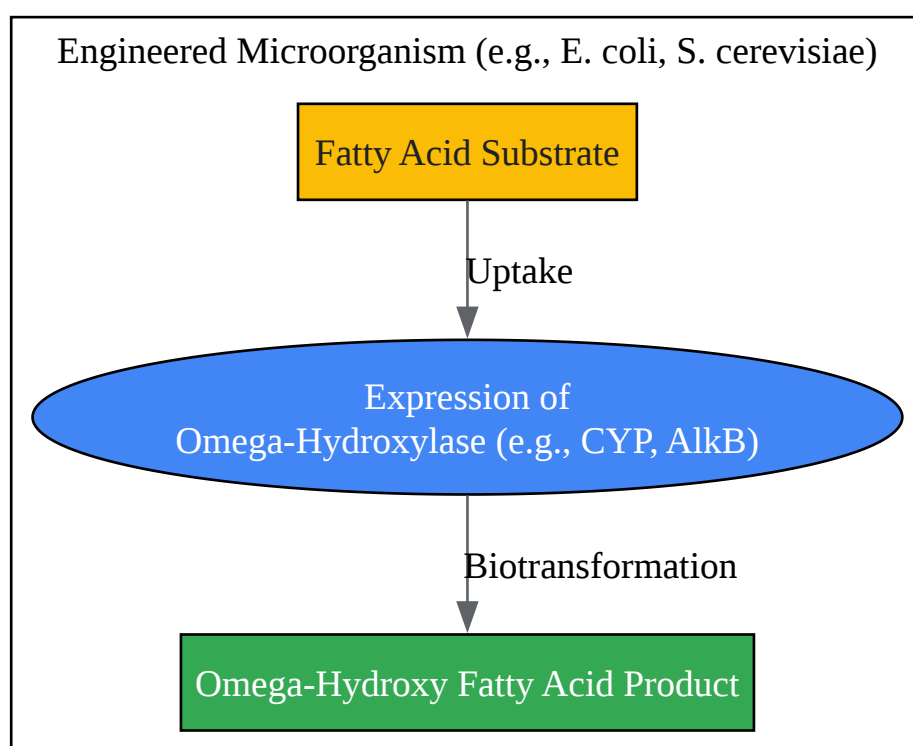 Engineered Microorganism (e.g., E. coli, S. cerevisiae)
Fatty Acid Substrate
Uptake
Expression of
Omega-Hydroxylase (e.g., CYP, AlkB)
Biotransformation
Omega-Hydroxy Fatty Acid Product